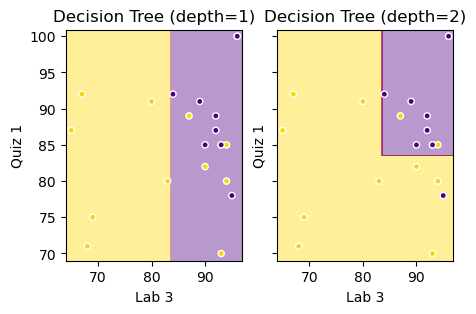 Decision Tree (depth=1) Decision Tree (depth=2)
100
95
90
85
80
75
70
Quiz 1
Quiz 1
70 80 90
70 80 90
Lab 3
Lab 3